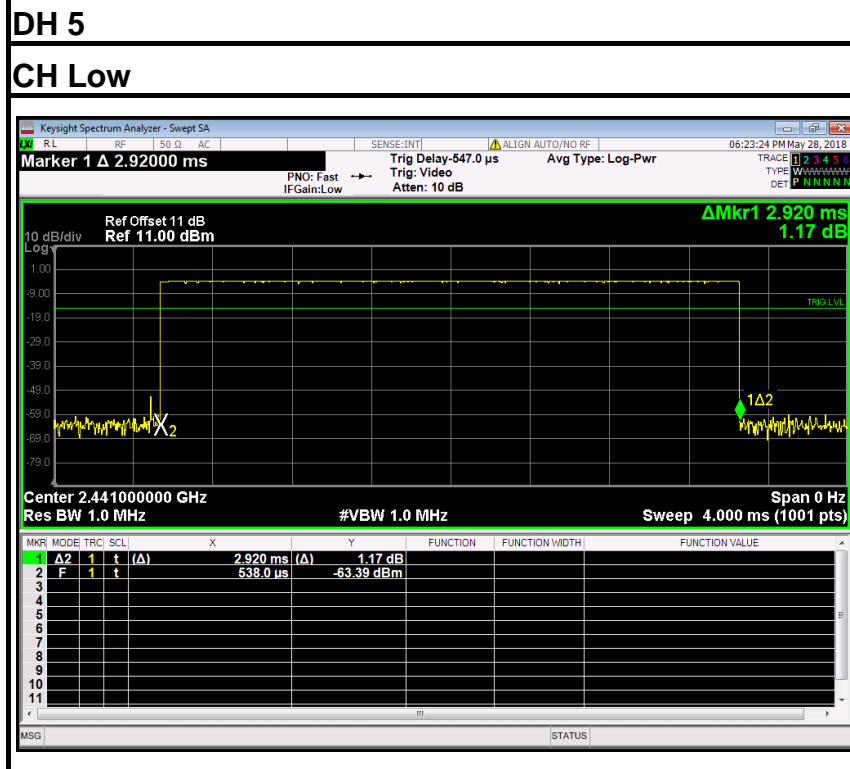 DH 5
CH Low
Keysight Spectrum Analyzer - Swept SA
LXI RL RF 50 Ω AC SENSE:INT ALIGN AUTO/NO RF 06:23:24 PM May 28, 2018
Marker 1 Δ 2.92000 ms Trig Delay-547.0 µs Avg Type: Log-Pwr TRACE 1 2 3 4 5 6
PNO: Fast Trig: Video TYPE WWWWWW
IFGain:Low Atten: 10 dB DET P N N N N N
ΔMkr1 2.920 ms
1.17 dB
Ref Offset 11 dB
10 dB/div Ref 11.00 dBm
Log
1.00
-9.00
TRIG LVL
-19.0
-29.0
-39.0
-49.0
1Δ2
-59.0
X2
-69.0
-79.0
Center 2.441000000 GHz Span 0 Hz
Res BW 1.0 MHz #VBW 1.0 MHz Sweep 4.000 ms (1001 pts)
MKR MODE TRC SCL X Y FUNCTION FUNCTION WIDTH FUNCTION VALUE
1 Δ2 1 t (Δ) 2.920 ms (Δ) 1.17 dB
2 F 1 t 538.0 µs -63.39 dBm
3
4
5
6
7
8
9
10
11
MSG STATUS